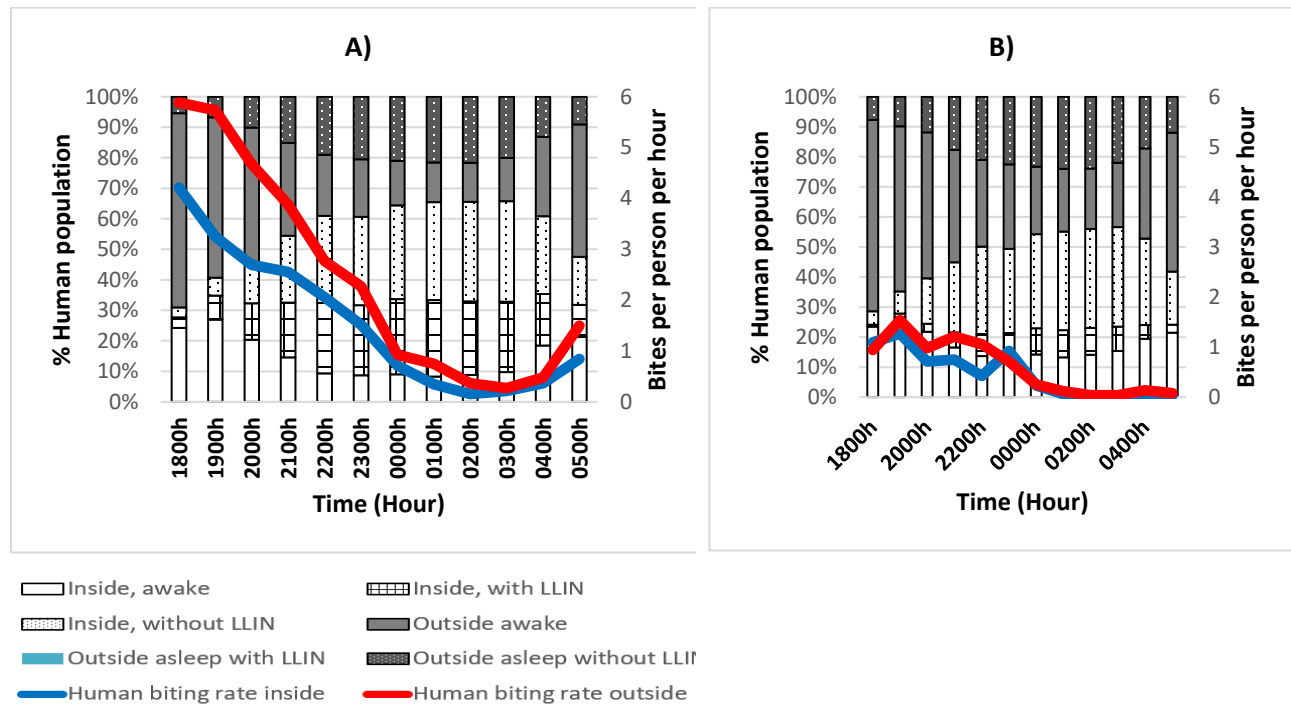 A)
% Human population
100%
90%
80%
70%
60%
50%
40%
30%
20%
10%
0%
6
5
4
3
2
1
0
Bites per person per hour
1800h
1900h
2000h
2100h
2200h
2300h
0000h
0100h
0200h
0300h
0400h
0500h
Time (Hour)
B)
% Human population
100%
90%
80%
70%
60%
50%
40%
30%
20%
10%
0%
6
5
4
3
2
1
0
Bites per person per hour
1800h
2000h
2200h
0000h
0200h
0400h
Time (Hour)
Inside, awake
Inside, with LLIN
Inside, without LLIN
Outside awake
Outside asleep with LLIN
Outside asleep without LLIN
Human biting rate inside
Human biting rate outside